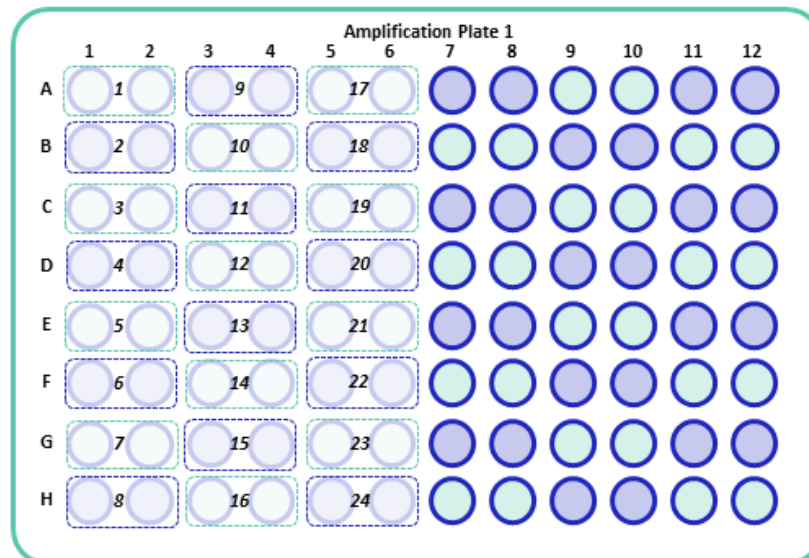 Amplification Plate 1
1 2 3 4 5 6 7 8 9 10 11 12
A 1 9 17
B 2 10 18
C 3 11 19
D 4 12 20
E 5 13 21
F 6 14 22
G 7 15 23
H 8 16 24